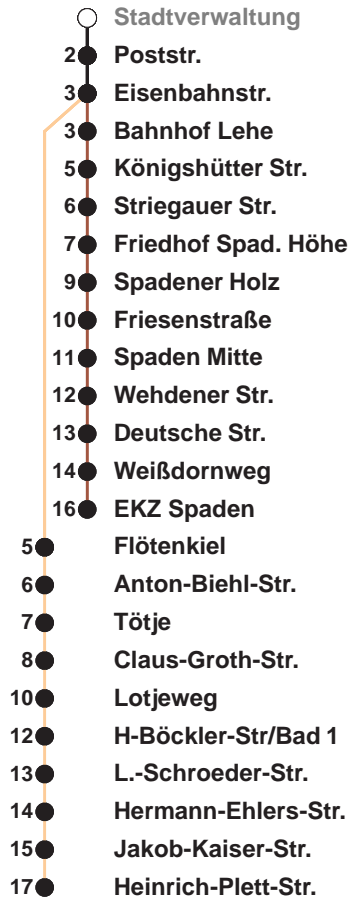 Stadtverwaltung
2 Poststr.
3 Eisenbahnstr.
3 Bahnhof Lehe
5 Königshütter Str.
6 Striegauer Str.
7 Friedhof Spad. Höhe
9 Spadener Holz
10 Friesenstraße
11 Spaden Mitte
12 Wehdener Str.
13 Deutsche Str.
14 Weißdornweg
16 EKZ Spaden
5 Flötenkiel
6 Anton-Biehl-Str.
7 Tötje
8 Claus-Groth-Str.
10 Lotjeweg
12 H-Böckler-Str/Bad 1
13 L.-Schroeder-Str.
14 Hermann-Ehlers-Str.
15 Jakob-Kaiser-Str.
17 Heinrich-Plett-Str.